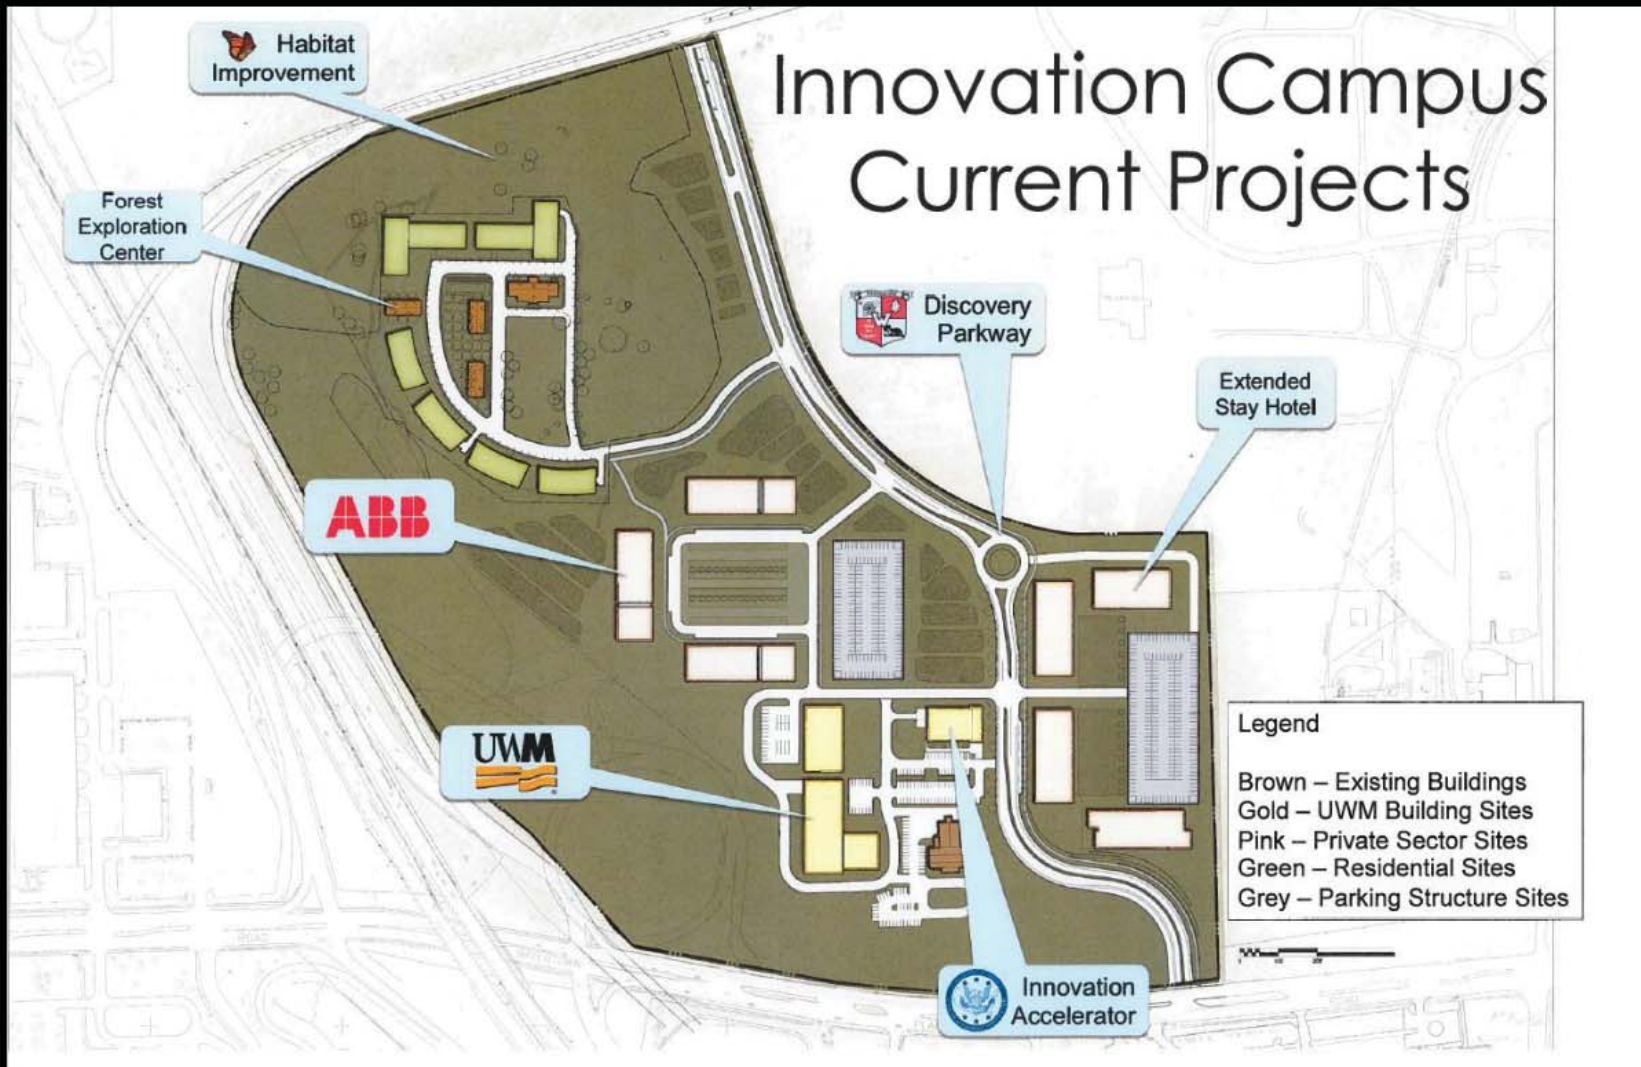 Innovation Campus
Current Projects
Habitat
Improvement
Forest
Exploration
Center
Discovery
Parkway
Extended
Stay Hotel
ABB
UWM
Innovation
Accelerator
Legend
Brown – Existing Buildings
Gold – UWM Building Sites
Pink – Private Sector Sites
Green – Residential Sites
Grey – Parking Structure Sites